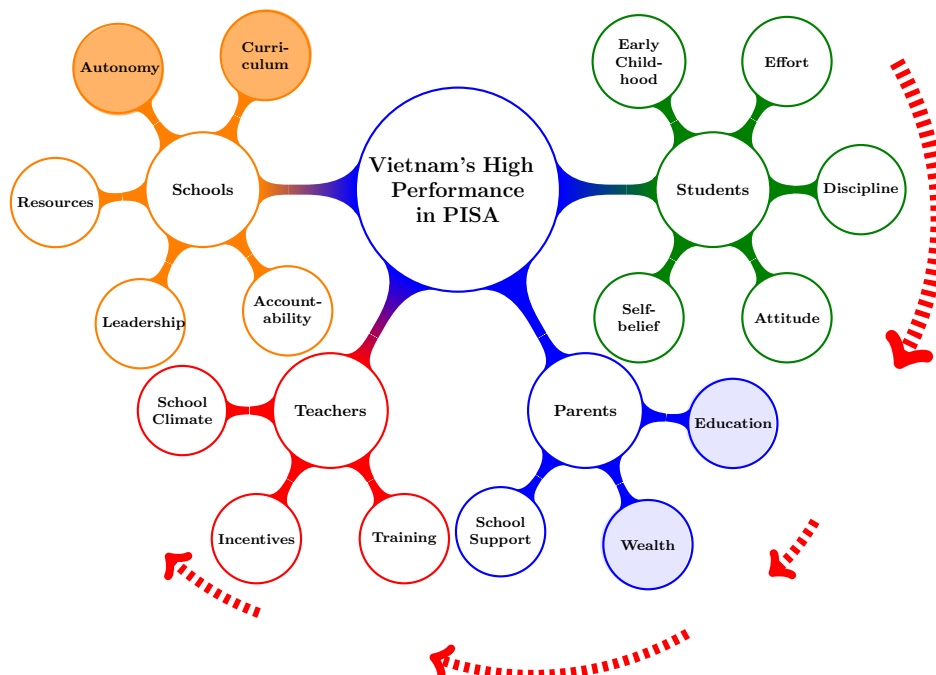 Autonomy
Curri-
culum
Resources
Schools
Leadership
Account-
ability
Vietnam's High
Performance
in PISA
Early
Child-
hood
Effort
Students
Discipline
Self-
belief
Attitude
School
Climate
Teachers
Incentives
Training
Parents
Education
School
Support
Wealth